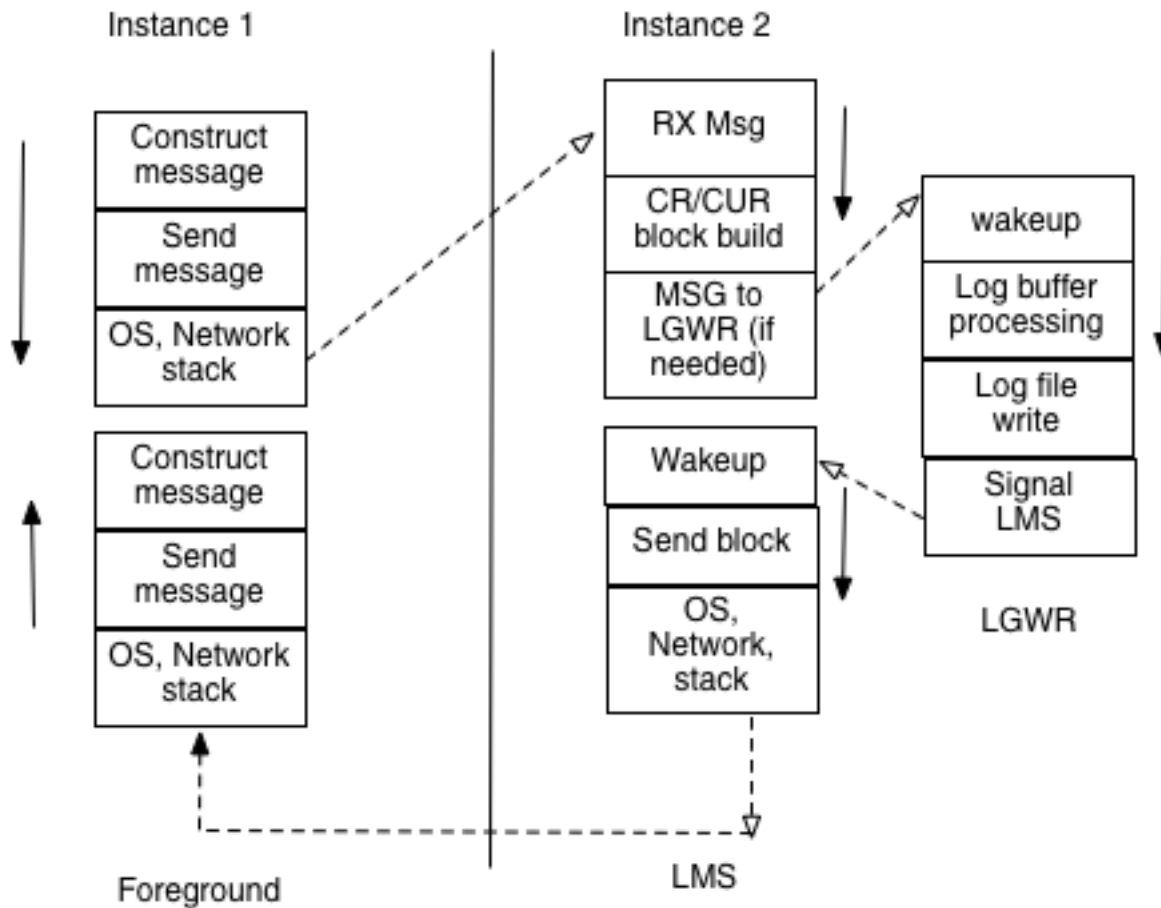 Instance 1
Instance 2
Construct
message
Send
message
OS, Network
stack
Construct
message
Send
message
OS, Network
stack
Foreground
RX Msg
CR/CUR
block build
MSG to
LGWR (if
needed)
Wakeup
Send block
OS,
Network,
stack
LMS
wakeup
Log buffer
processing
Log file
write
Signal
LMS
LGWR